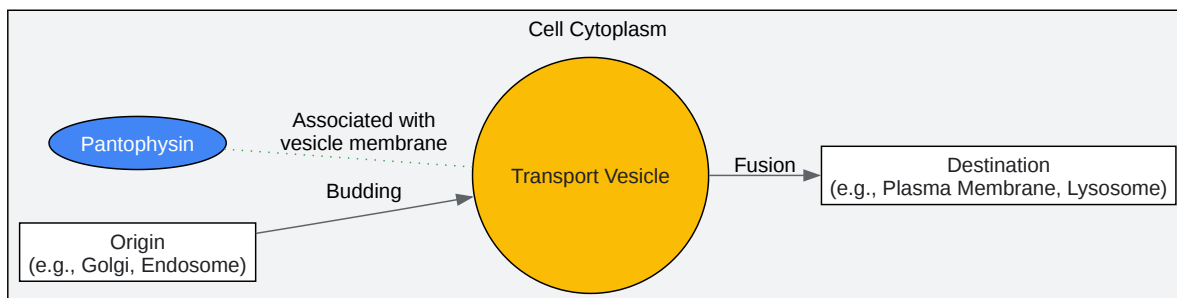 Cell Cytoplasm
Pantophysin
Associated with
vesicle membrane
Budding
Origin
(e.g., Golgi, Endosome)
Transport Vesicle
Fusion
Destination
(e.g., Plasma Membrane, Lysosome)